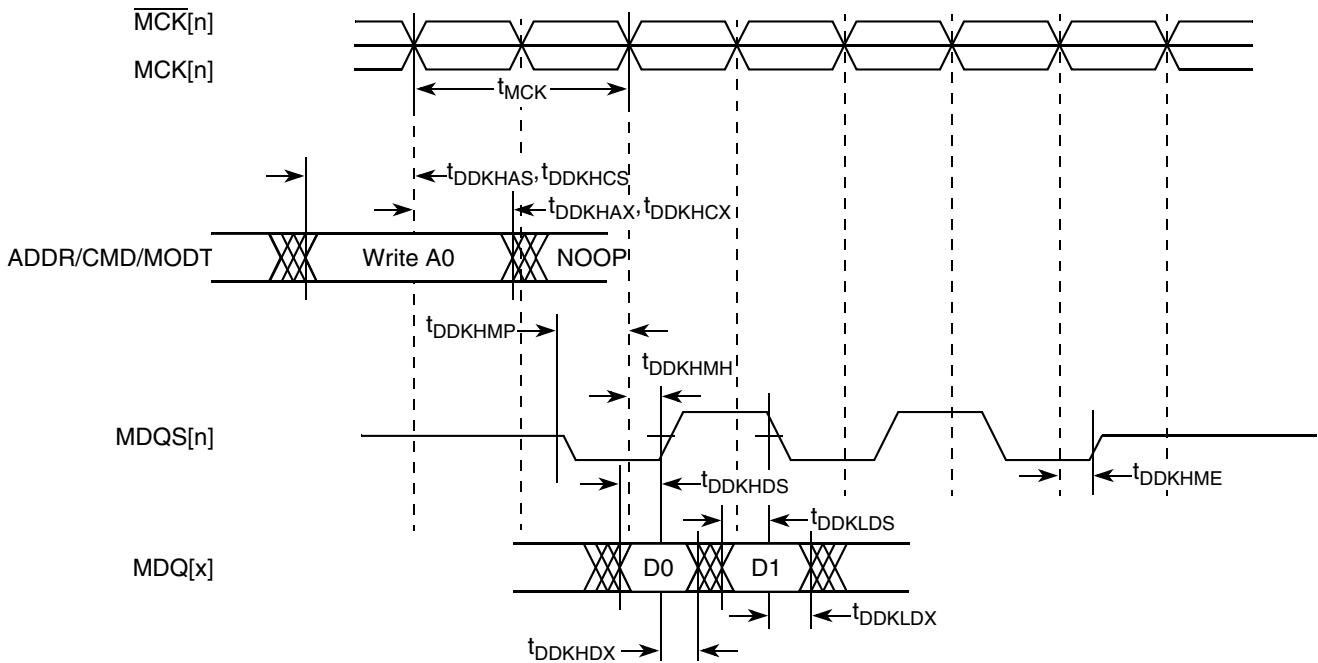 MCK[n]
MCK[n]
tMCK
tDDKHAS, tDDKHCS
tDDKHAX, tDDKHCX
ADDR/CMD/MODT
Write A0
NOOP
tDDKHMP
tDDKHMH
MDQS[n]
tDDKHDS
tDDKHME
tDDKLDS
MDQ[x]
D0
D1
tDDKLDX
tDDKHDX